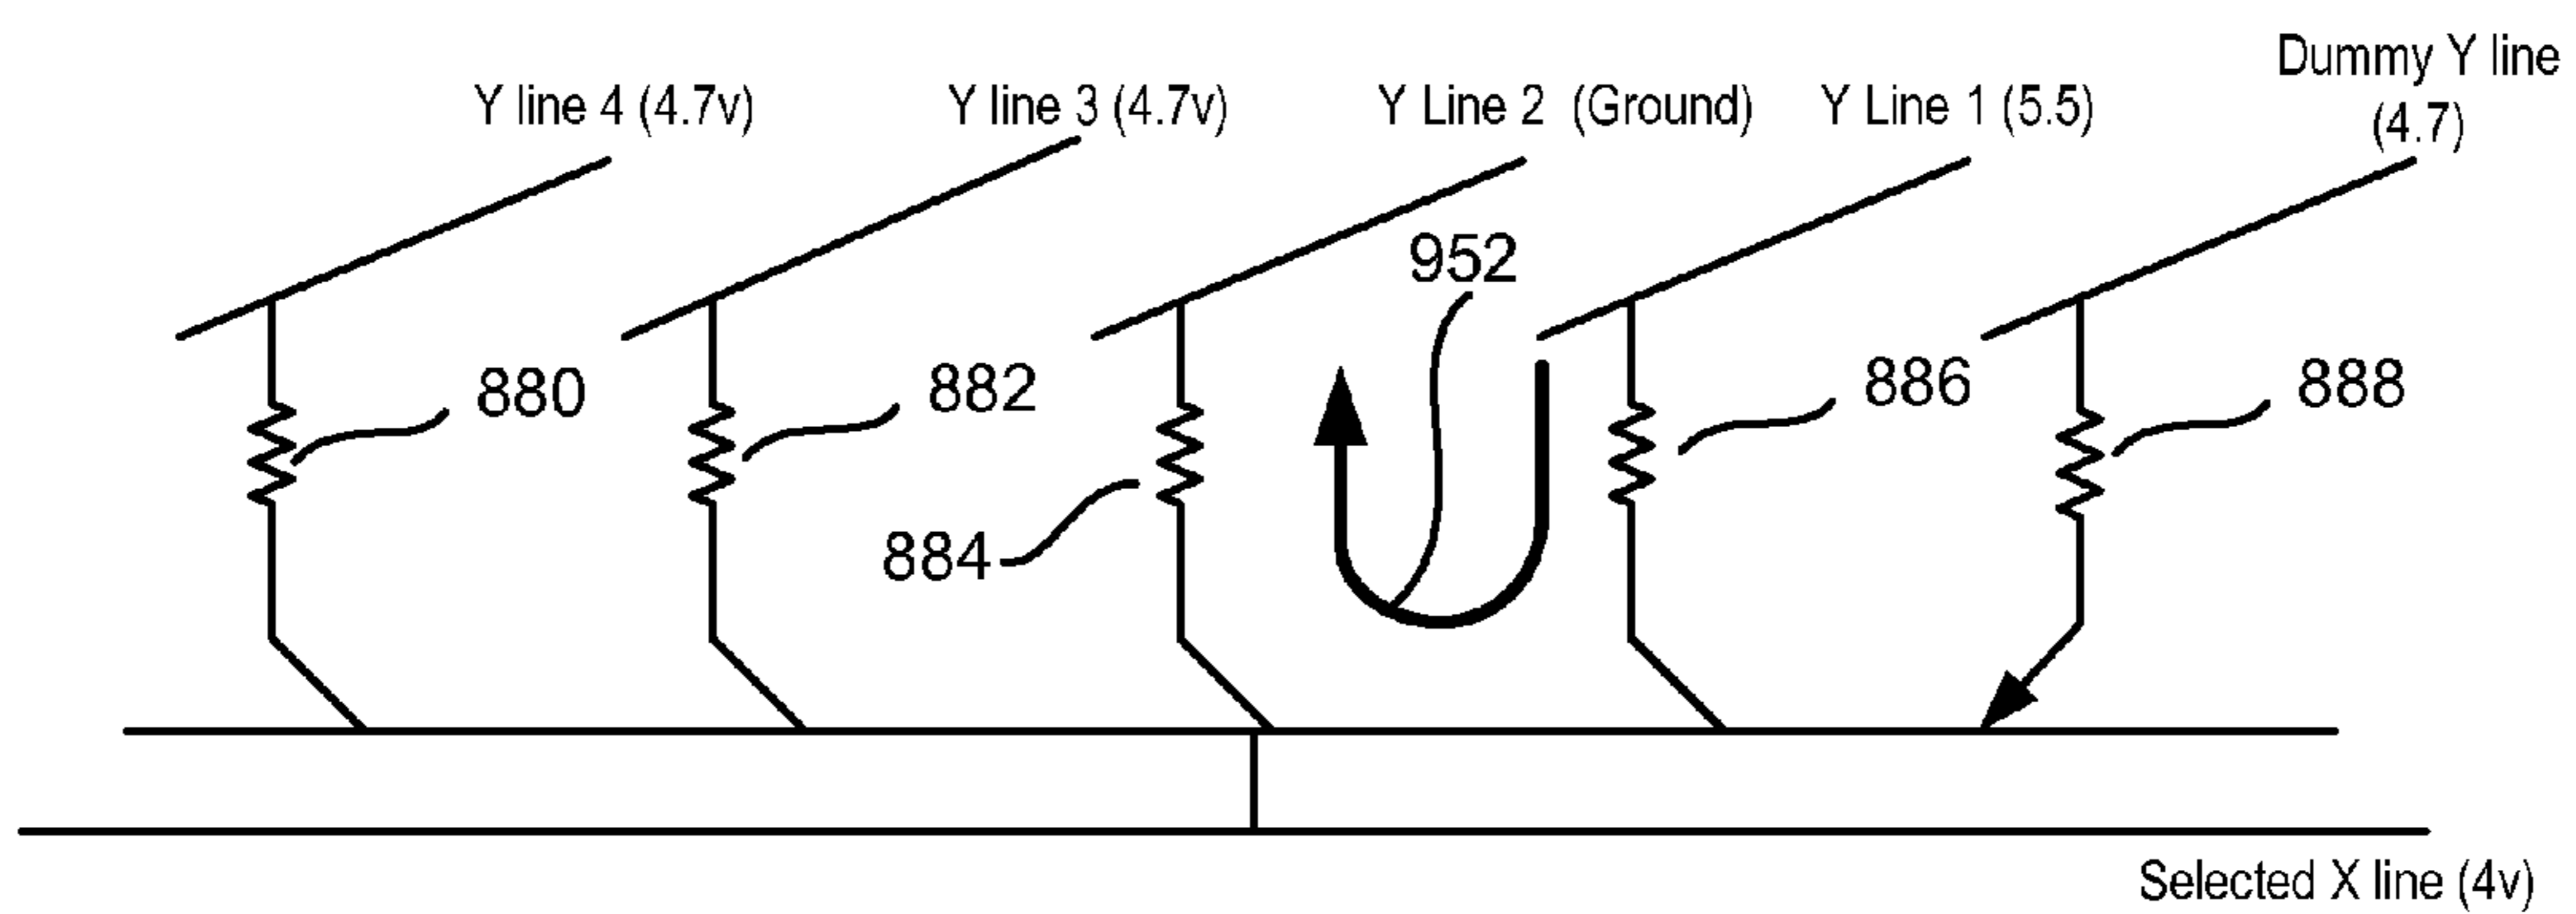 Dummy Y line
(4.7)
Y line 4 (4.7v)
Y line 3 (4.7v)
Y Line 2 (Ground)
Y Line 1 (5.5)
952
880
882
886
888
884
Selected X line (4v)